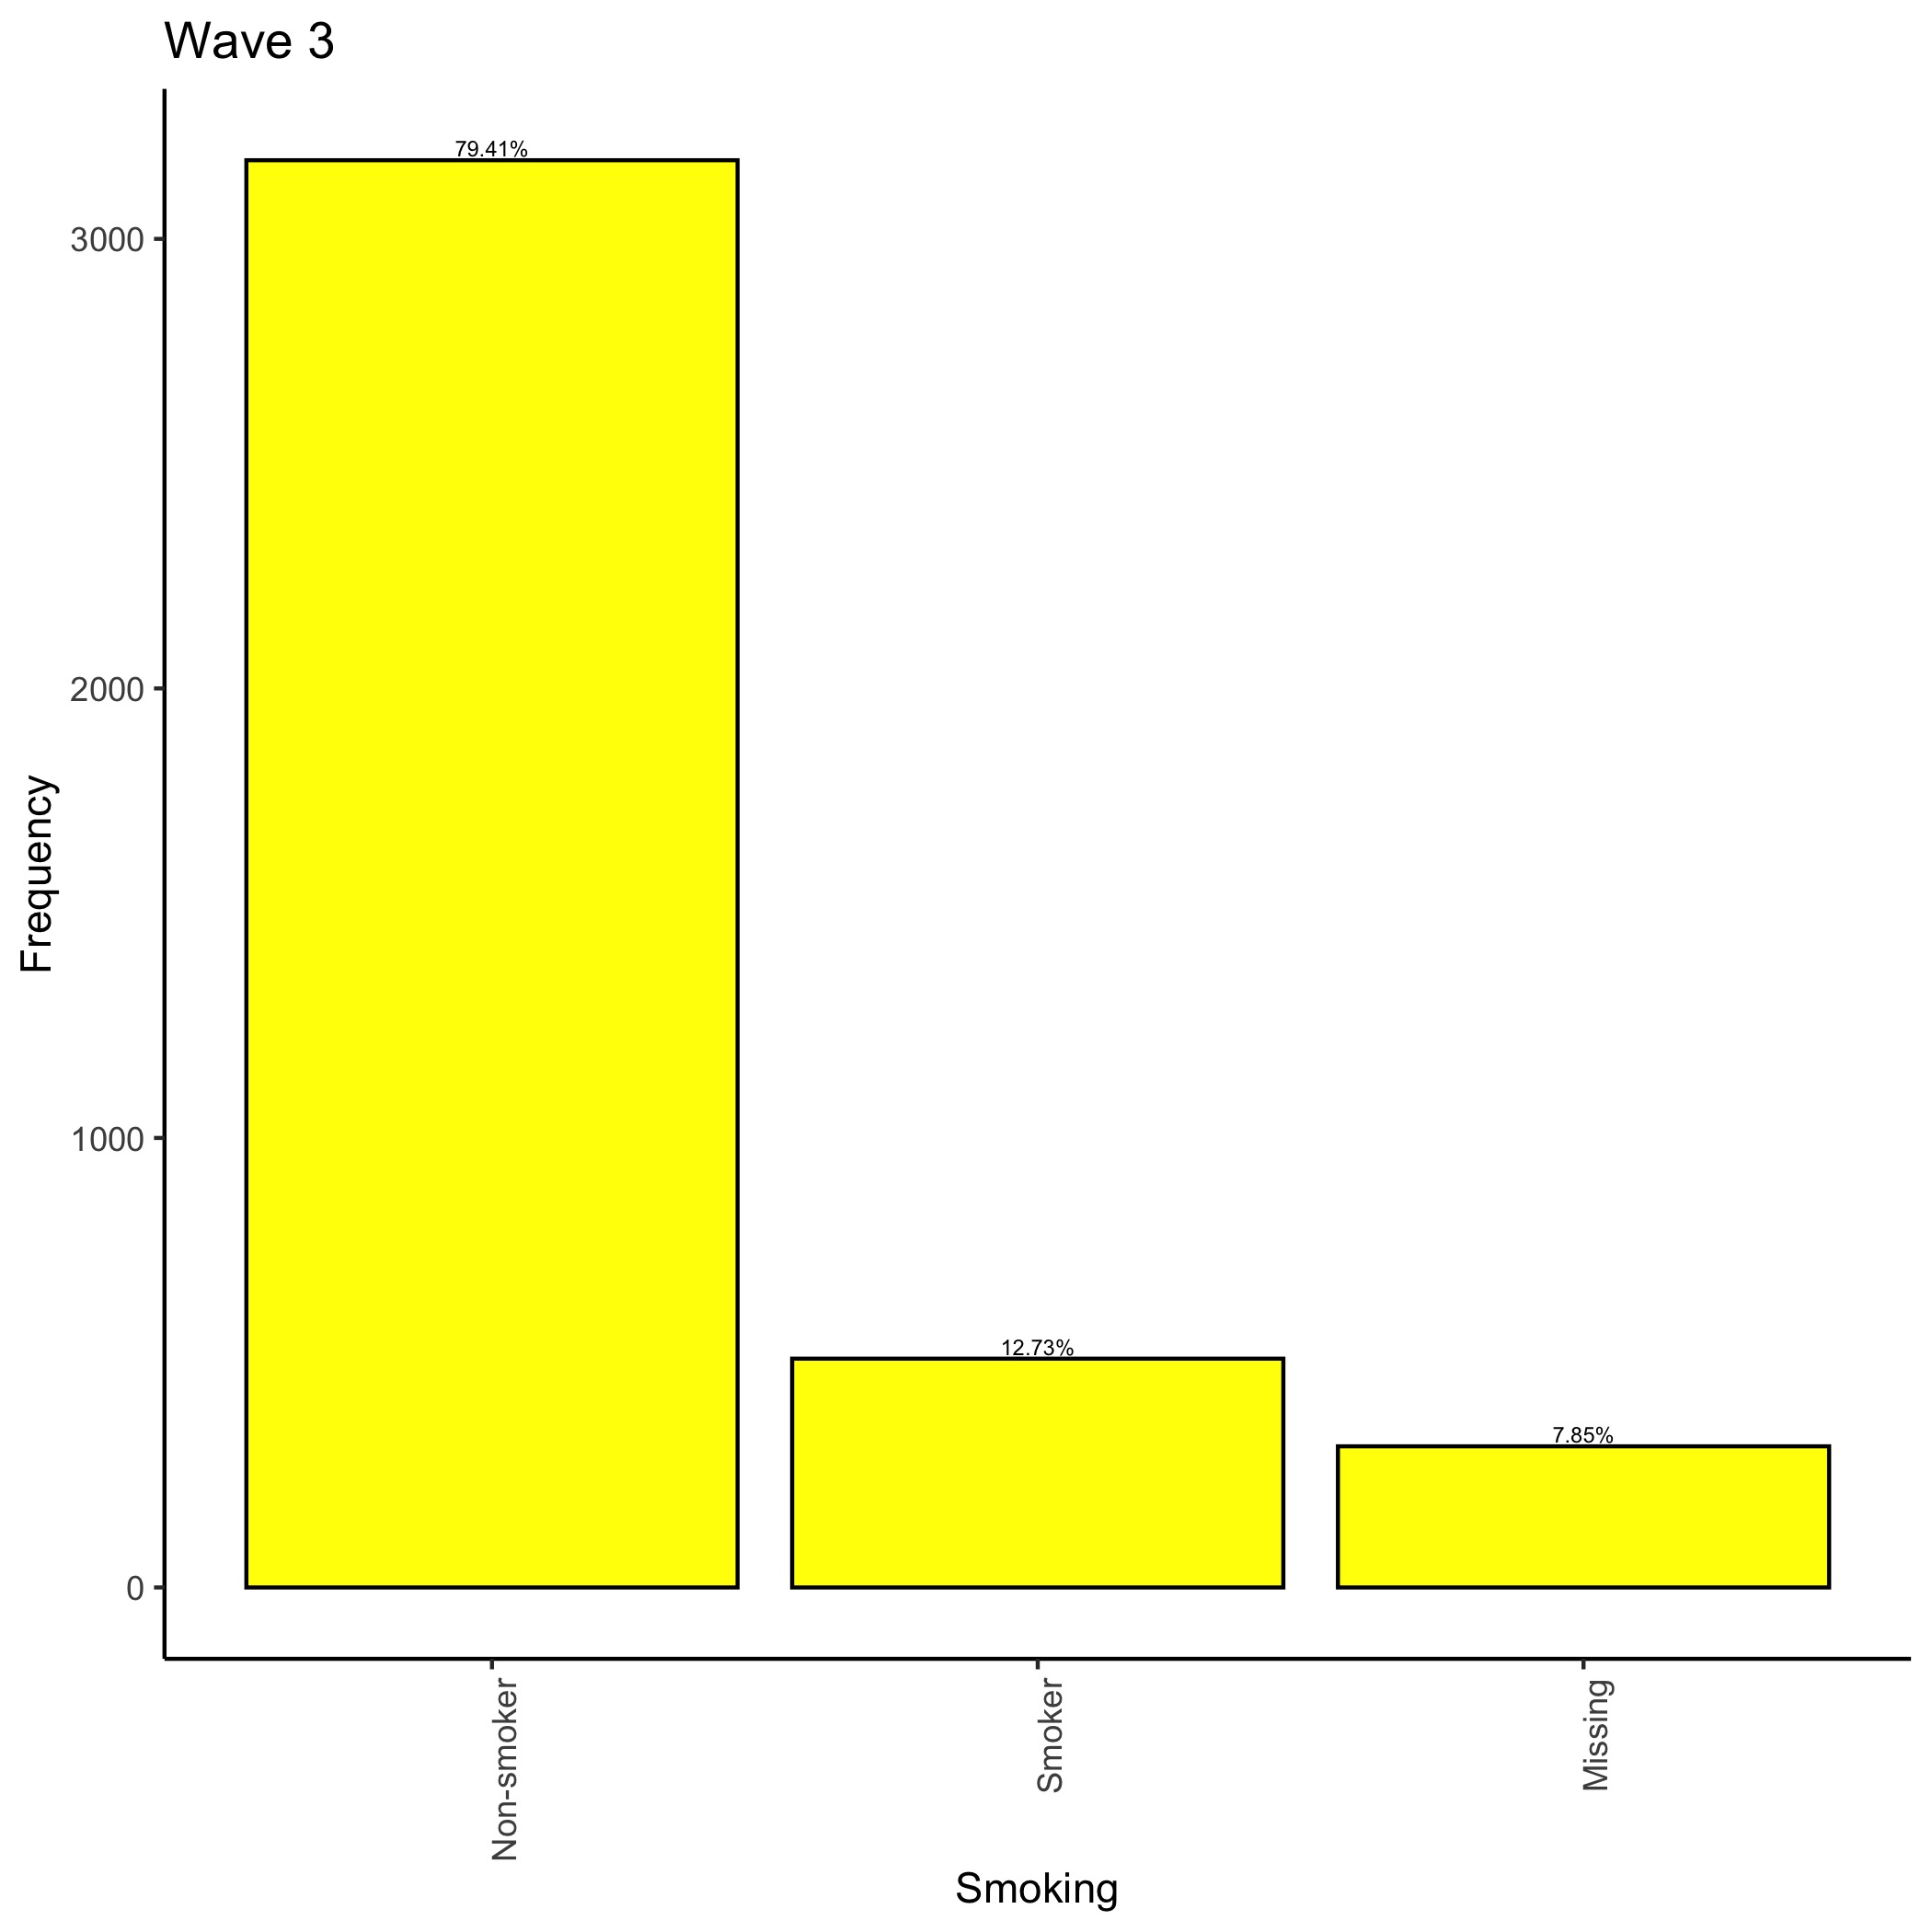 Wave 3
79.41%
3000
2000
Frequency
1000
12.73%
7.85%
0
Non-smoker
Smoker
Missing
Smoking